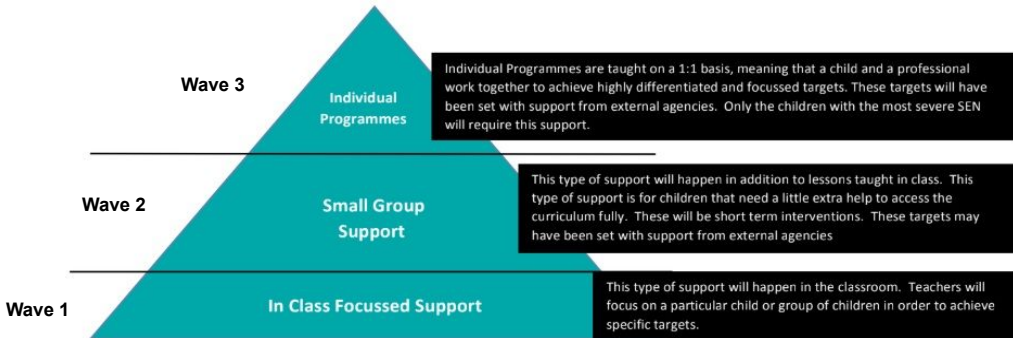 Wave 3
Individual
Programmes
Individual Programmes are taught on a 1:1 basis, meaning that a child and a professional
work together to achieve highly differentiated and focussed targets. These targets will have
been set with support from external agencies.  Only the children with the most severe SEN
will require this support.
Wave 2
Small Group
Support
This type of support will happen in addition to lessons taught in class.  This
type of support is for children that need a little extra help to access the
curriculum fully.  These will be short term interventions.  These targets may
have been set with support from external agencies
Wave 1
In Class Focussed Support
This type of support will happen in the classroom.  Teachers will
focus on a particular child or group of children in order to achieve
specific targets.